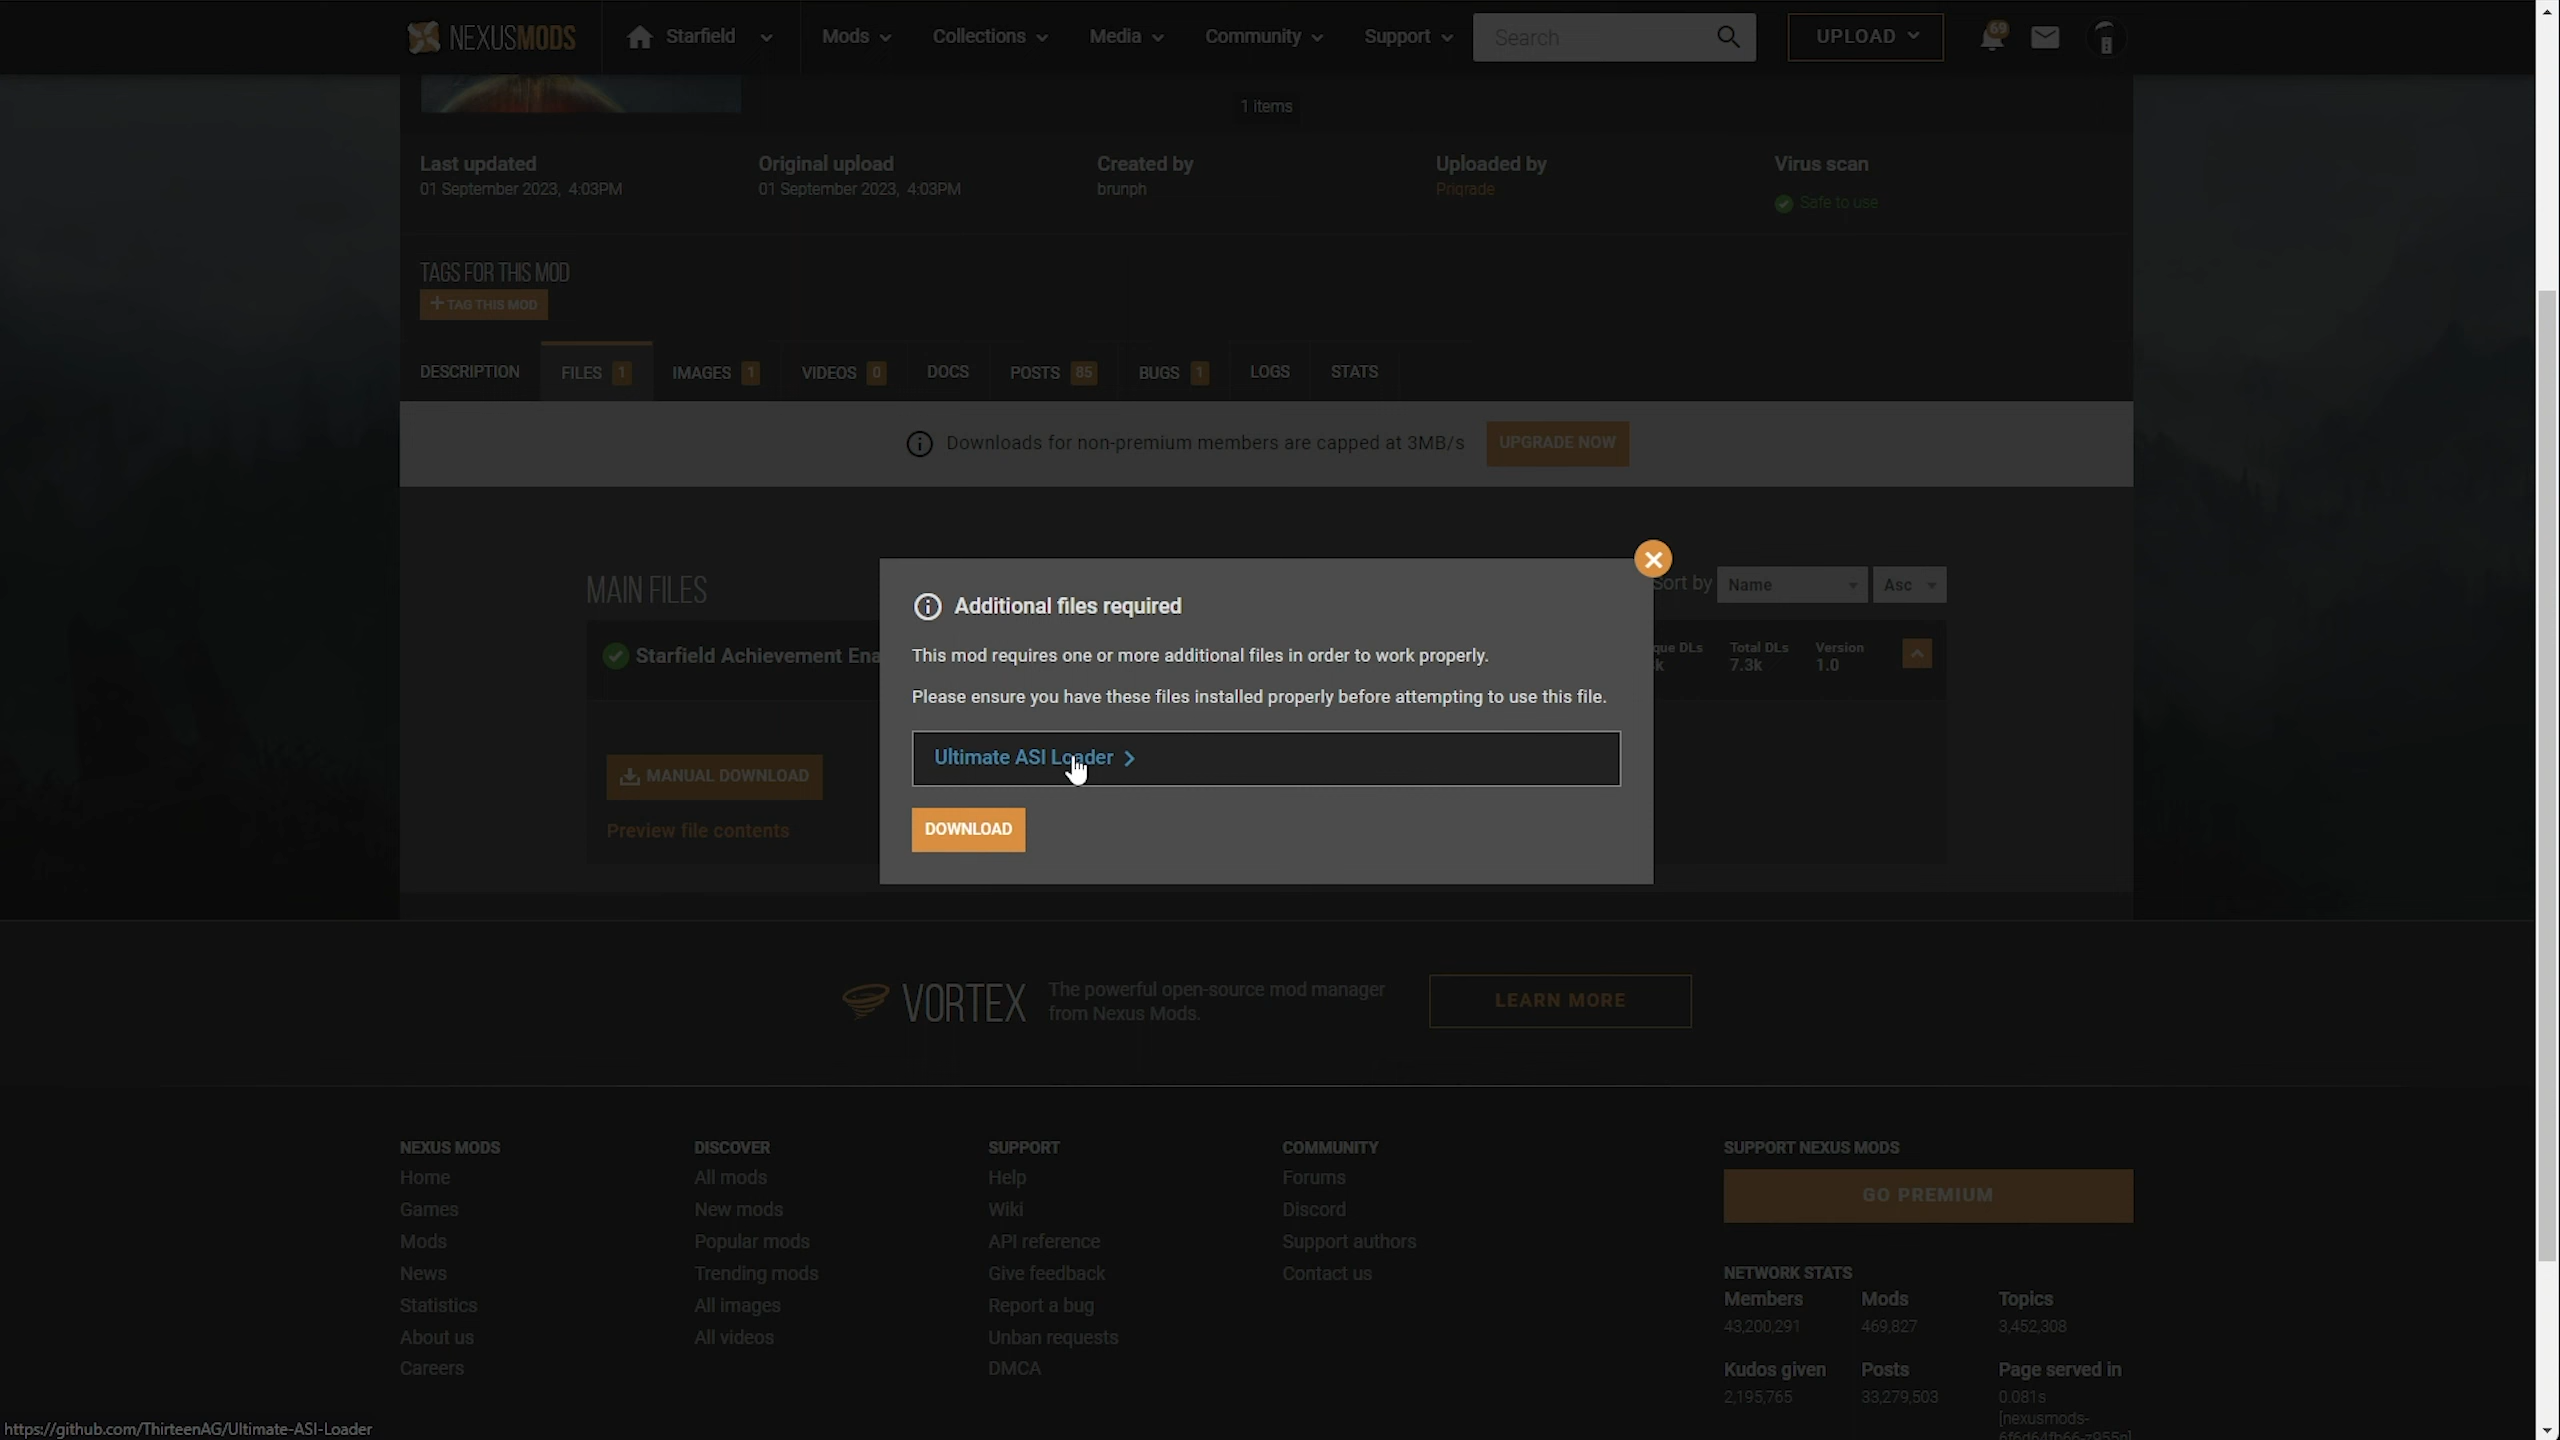 NEXUSMODS
Starfield
Mods
Collections
Media
Community
Support
Search
UPLOAD
69
1 items
Last updated
01 September 2023, 4:03PM
Original upload
01 September 2023, 4:03PM
Created by
brunph
Uploaded by
Priqrade
Virus scan
Safe to use
TAGS FOR THIS MOD
+ TAG THIS MOD
DESCRIPTION
FILES 1
IMAGES 1
VIDEOS 0
DOCS
POSTS 85
BUGS 1
LOGS
STATS
Downloads for non-premium members are capped at 3MB/s
UPGRADE NOW
MAIN FILES
Sort by
Name
Asc
Starfield Achievement Ena
que DLs
k
Total DLs
7.3k
Version
1.0
MANUAL DOWNLOAD
Preview file contents
Additional files required
This mod requires one or more additional files in order to work properly.
Please ensure you have these files installed properly before attempting to use this file.
Ultimate ASI Loader
DOWNLOAD
VORTEX
The powerful open-source mod manager
from Nexus Mods.
LEARN MORE
NEXUS MODS
Home
Games
Mods
News
Statistics
About us
Careers
DISCOVER
All mods
New mods
Popular mods
Trending mods
All images
All videos
SUPPORT
Help
Wiki
API reference
Give feedback
Report a bug
Unban requests
DMCA
COMMUNITY
Forums
Discord
Support authors
Contact us
SUPPORT NEXUS MODS
GO PREMIUM
NETWORK STATS
Members
43,200,291
Mods
469,827
Topics
3,452,308
Kudos given
2,195,765
Posts
33,279,503
Page served in
0.081s
[nexusmods-
https://github.com/ThirteenAG/Ultimate-ASI-Loader